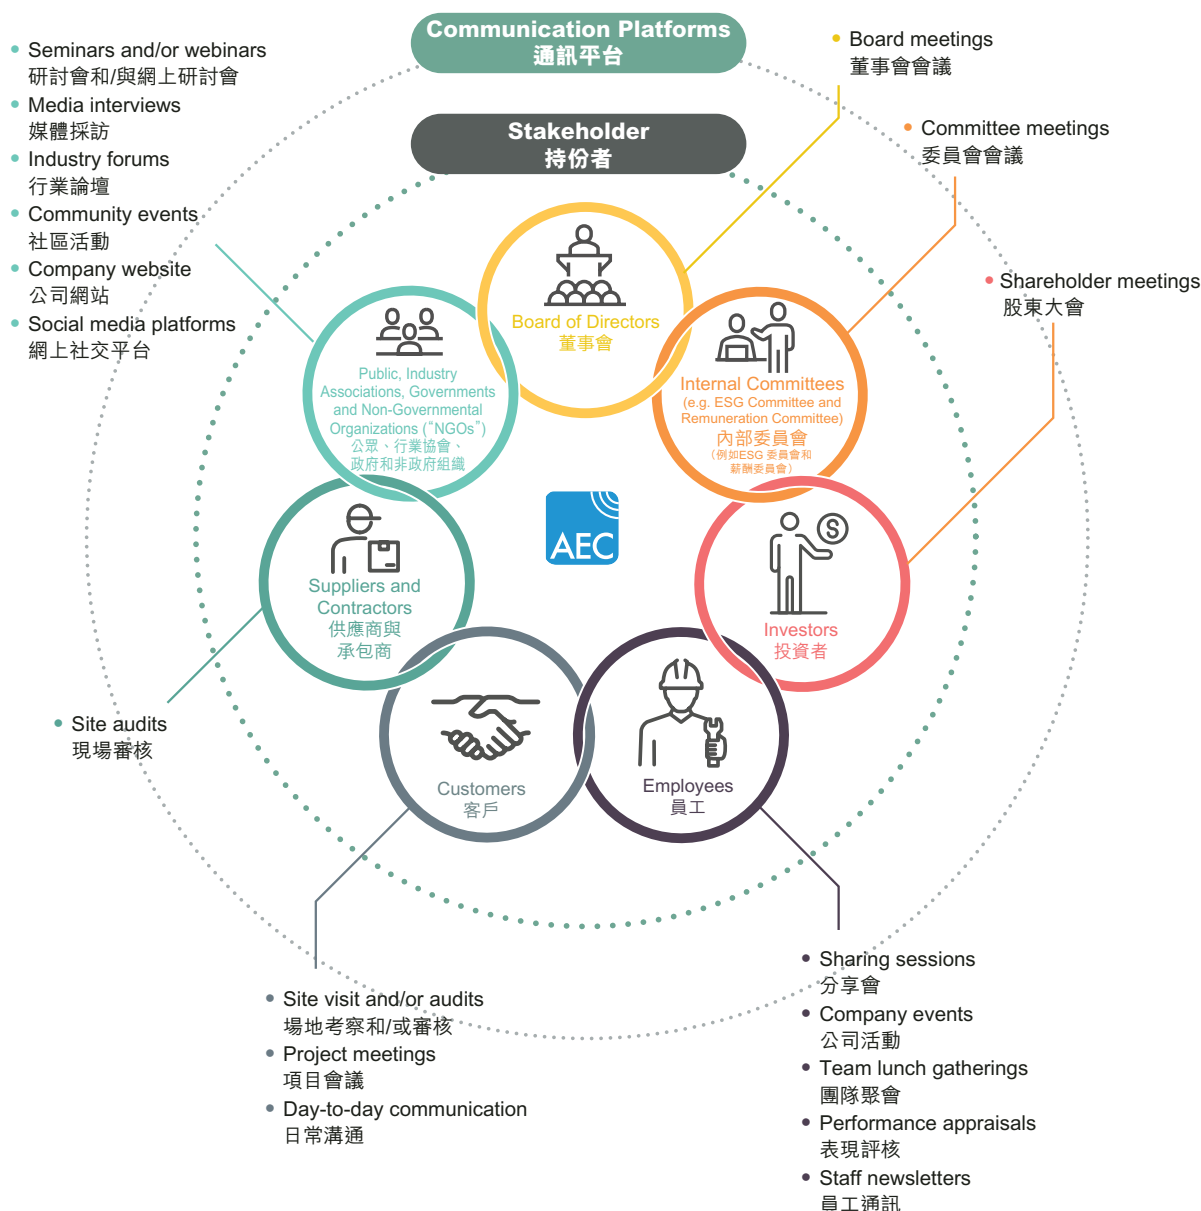 Communication Platforms
通訊平台
Stakeholder
持份者
• Seminars and/or webinars
研討會和/與網上研討會
• Media interviews
媒體採訪
• Industry forums
行業論壇
• Community events
社區活動
• Company website
公司網站
• Social media platforms
網上社交平台
• Board meetings
董事會會議
• Committee meetings
委員會會議
• Shareholder meetings
股東大會
Board of Directors
董事會
Public, Industry
Associations, Governments
and Non-Governmental
Organizations (“NGOs”)
公眾、行業協會、
政府和非政府組織
Internal Committees
(e.g. ESG Committee and
Remuneration Committee)
內部委員會
（例如ESG 委員會和
薪酬委員會）
AEC
Suppliers and
Contractors
供應商與
承包商
Investors
投資者
Customers
客戶
Employees
員工
• Site audits
現場審核
• Site visit and/or audits
場地考察和/或審核
• Project meetings
項目會議
• Day-to-day communication
日常溝通
• Sharing sessions
分享會
• Company events
公司活動
• Team lunch gatherings
團隊聚會
• Performance appraisals
表現評核
• Staff newsletters
員工通訊